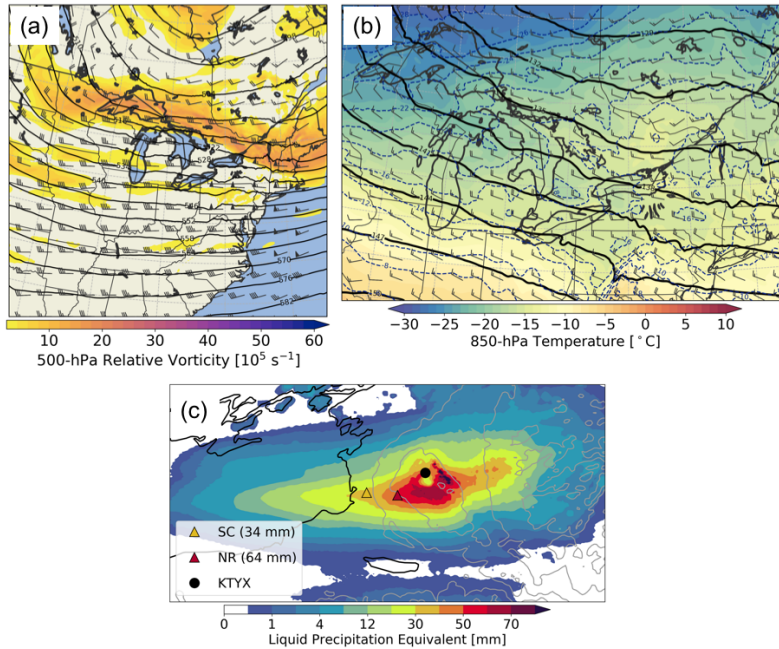 (a)
(b)
10 20 30 40 50 60
500-hPa Relative Vorticity [10⁵ s⁻¹]
−30 −25 −20 −15 −10 −5 0 5 10
850-hPa Temperature [°C]
(c)
SC (34 mm)
NR (64 mm)
KTYX
0 1 4 12 30 50 70
Liquid Precipitation Equivalent [mm]